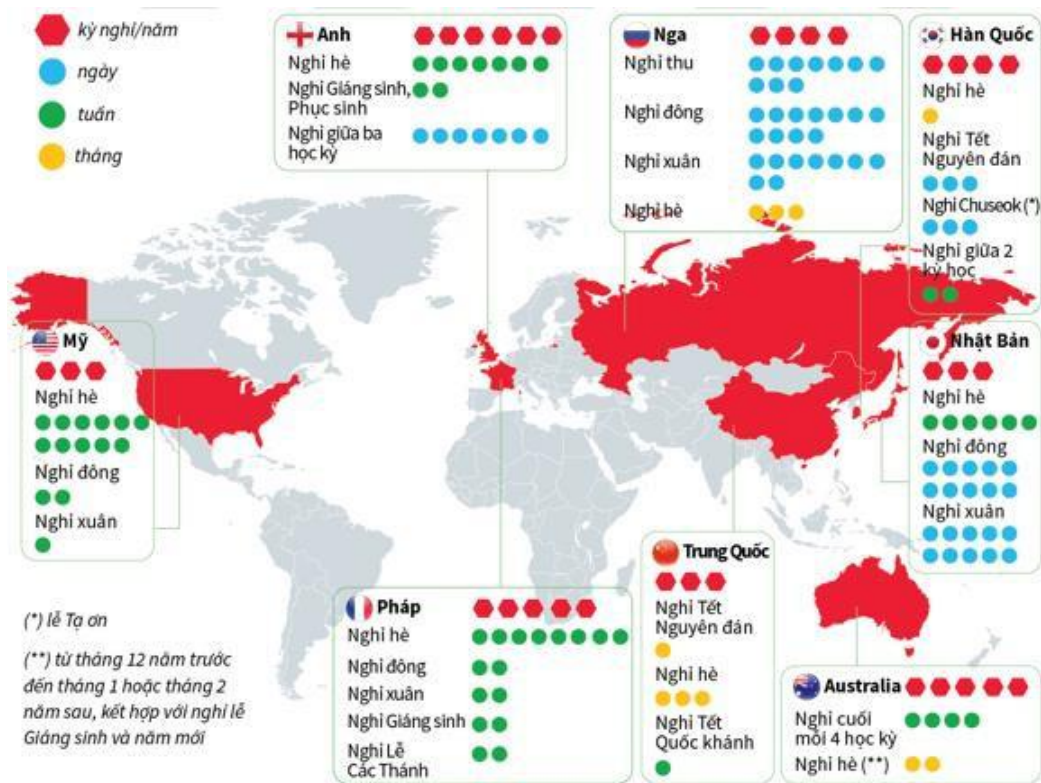 kỳ nghỉ/năm
ngày
tuần
tháng
Anh
Nghỉ hè
Nghỉ Giáng sinh,
Phục sinh
Nghỉ giữa ba
học kỳ
Nga
Nghỉ thu
Nghỉ đông
Nghỉ xuân
Nghỉ hè
Hàn Quốc
Nghỉ hè
Nghỉ Tết
Nguyên đán
Nghỉ Chuseok (*)
Nghỉ giữa 2
kỳ học
Mỹ
Nghỉ hè
Nghỉ đông
Nghỉ xuân
Nhật Bản
Nghỉ hè
Nghỉ đông
Nghỉ xuân
Pháp
Nghỉ hè
Nghỉ đông
Nghỉ xuân
Nghỉ Giáng sinh
Nghỉ Lễ
Các Thánh
Trung Quốc
Nghỉ Tết
Nguyên đán
Nghỉ hè
Nghỉ Tết
Quốc khánh
Australia
Nghỉ cuối
mỗi 4 học kỳ
Nghỉ hè (**)
(*) lễ Tạ ơn
(**) từ tháng 12 năm trước
đến tháng 1 hoặc tháng 2
năm sau, kết hợp với nghỉ lễ
Giáng sinh và năm mới